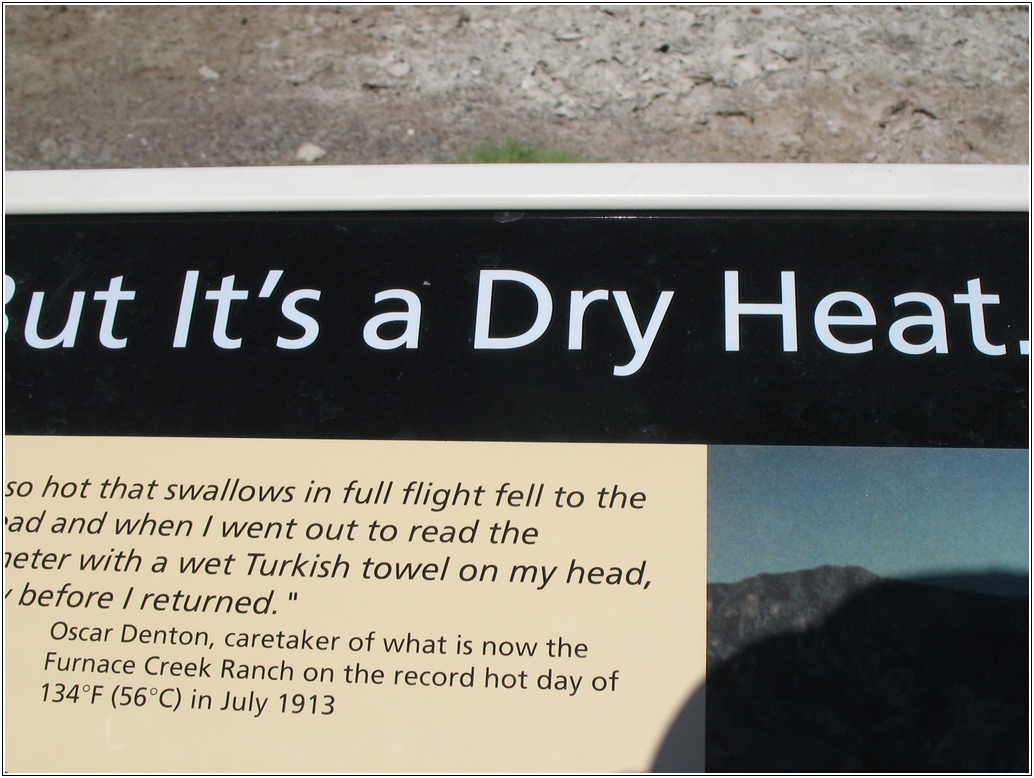 But It's a Dry Heat.
so hot that swallows in full flight fell to the
and when I went out to read the
with a wet Turkish towel on my head,
before I returned."
Oscar Denton, caretaker of what is now the
Furnace Creek Ranch on the record hot day of
134°F (56°C) in July 1913